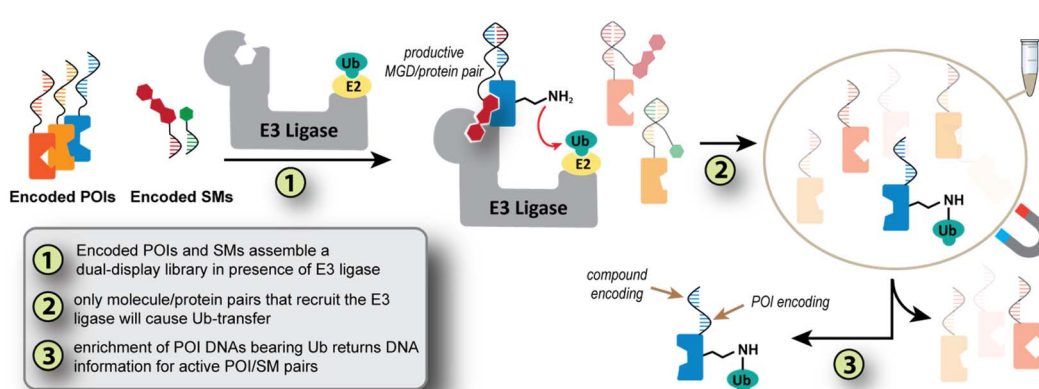 Ub
E2
E3 Ligase
Encoded POIs
Encoded SMs
1
productive
MGD/protein pair
NH₂
Ub
E2
E3 Ligase
2
NH
Ub
1 Encoded POIs and SMs assemble a
dual-display library in presence of E3 ligase
2 only molecule/protein pairs that recruit the E3
ligase will cause Ub-transfer
3 enrichment of POI DNAs bearing Ub returns DNA
information for active POI/SM pairs
compound
encoding
POI encoding
NH
Ub
3